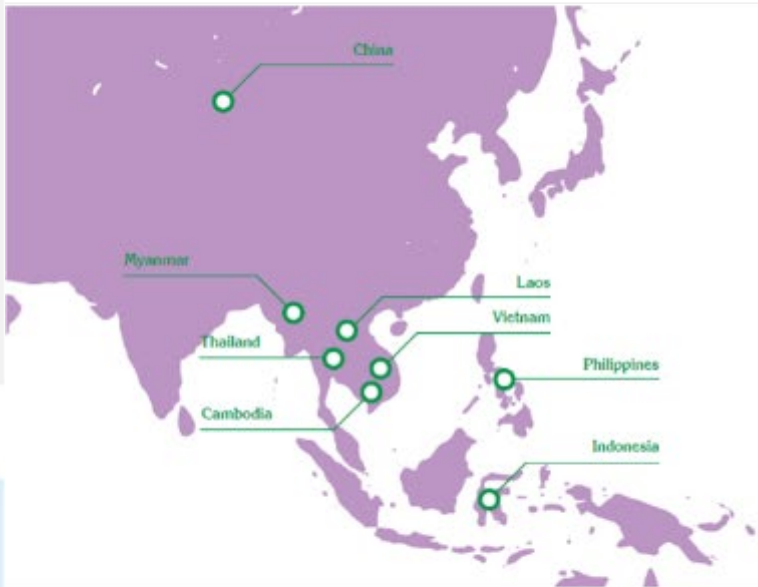 China
Myanmar
Laos
Vietnam
Thailand
Philippines
Cambodia
Indonesia